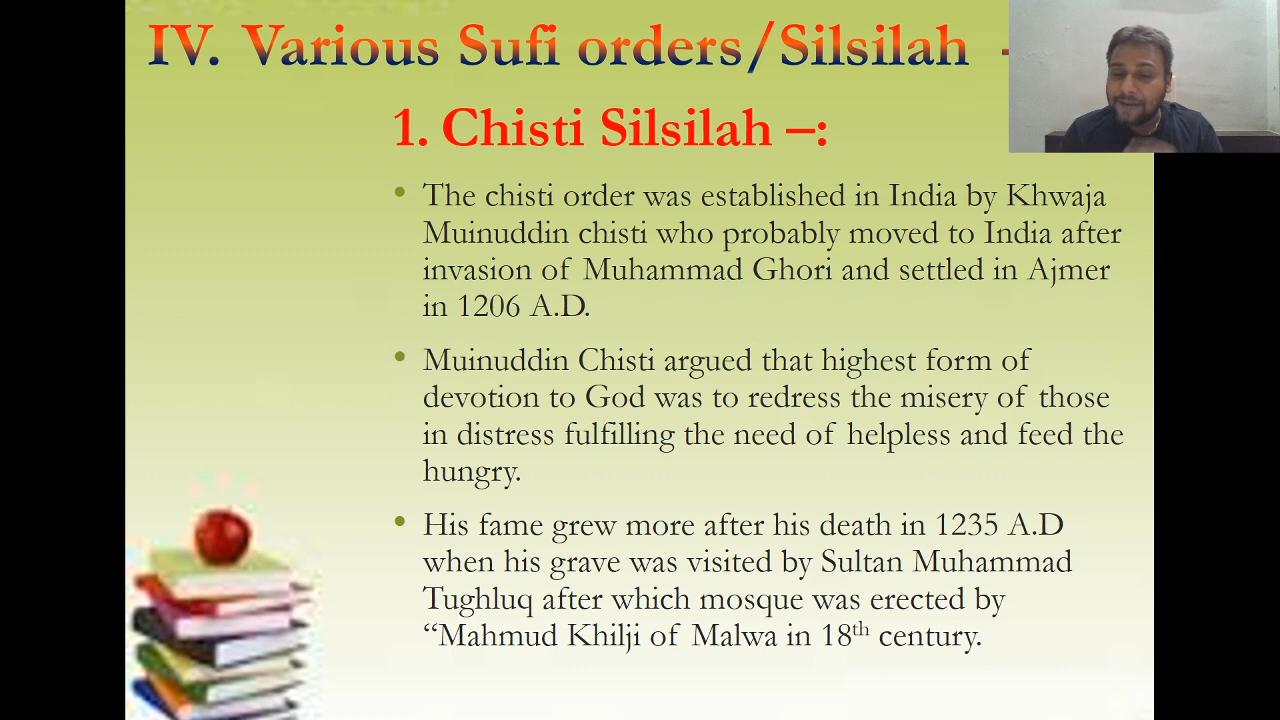 IV. Various Sufi orders/Silsilah -
1. Chisti Silsilah –:
• The chisti order was established in India by Khwaja
Muinuddin chisti who probably moved to India after
invasion of Muhammad Ghori and settled in Ajmer
in 1206 A.D.
• Muinuddin Chisti argued that highest form of
devotion to God was to redress the misery of those
in distress fulfilling the need of helpless and feed the
hungry.
• His fame grew more after his death in 1235 A.D
when his grave was visited by Sultan Muhammad
Tughluq after which mosque was erected by
“Mahmud Khilji of Malwa in 18th century.